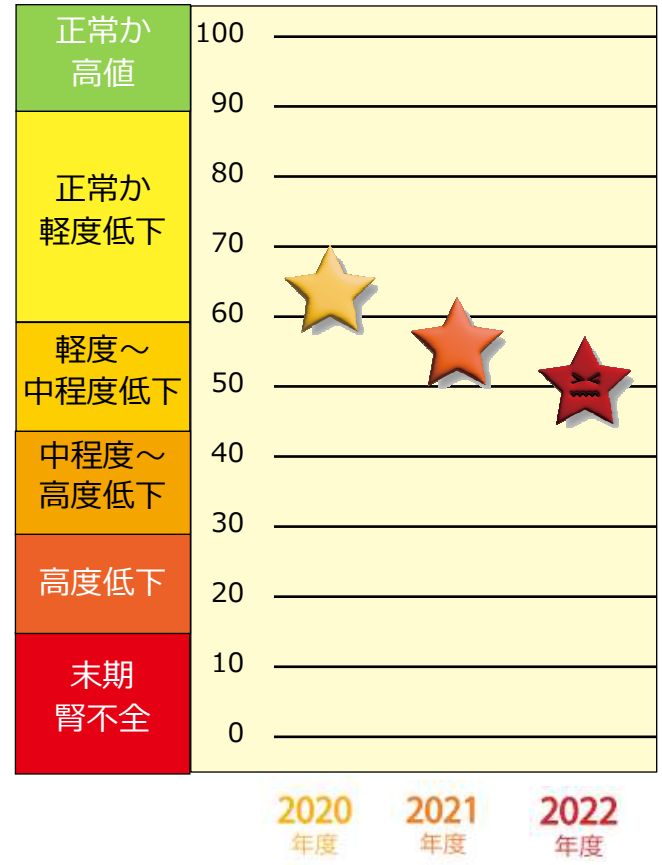 正常か
高値
正常か
軽度低下
軽度～
中程度低下
中程度～
高度低下
高度低下
末期
腎不全
100
90
80
70
60
50
40
30
20
10
0
2020 2021 2022
年度 年度 年度